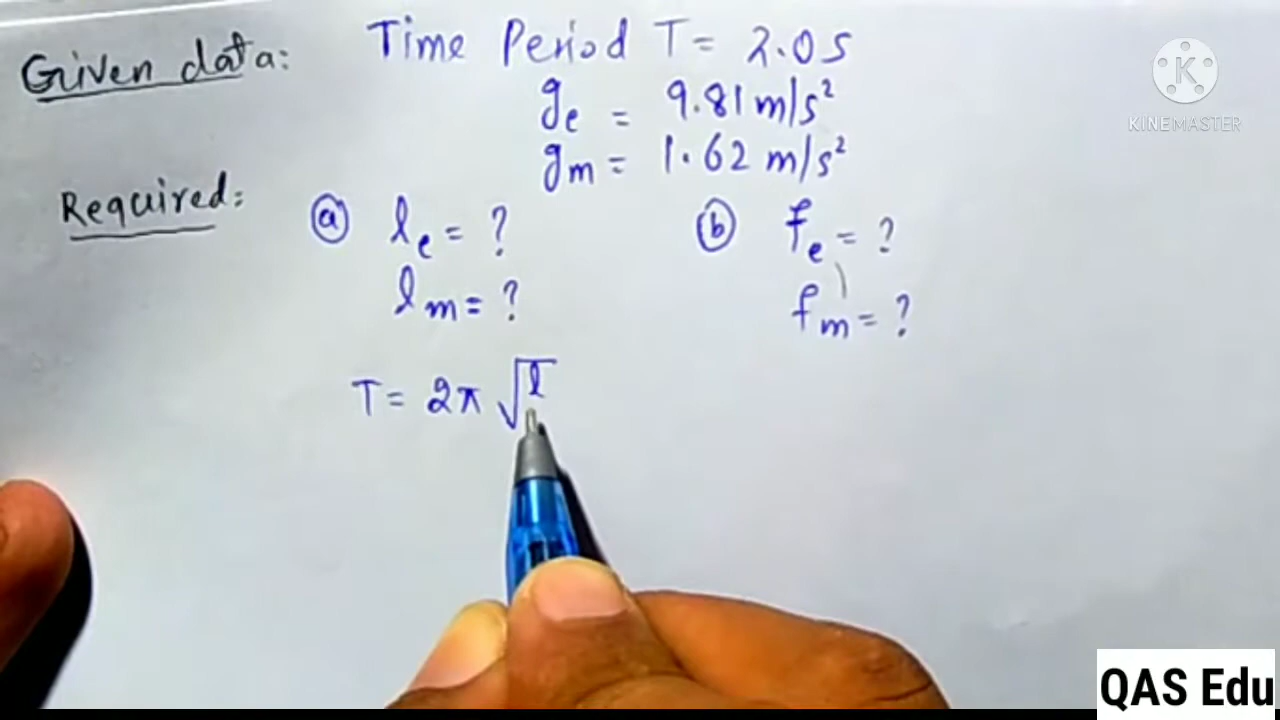 Given data: Time Period T = 2.0 s
gₑ = 9.81 m/s²
gm = 1.62 m/s²
Required:
(a) lₑ = ? (b) fₑ = ?
lm = ? fm = ?
T = 2π √l
K
KINEMASTER
QAS Edu